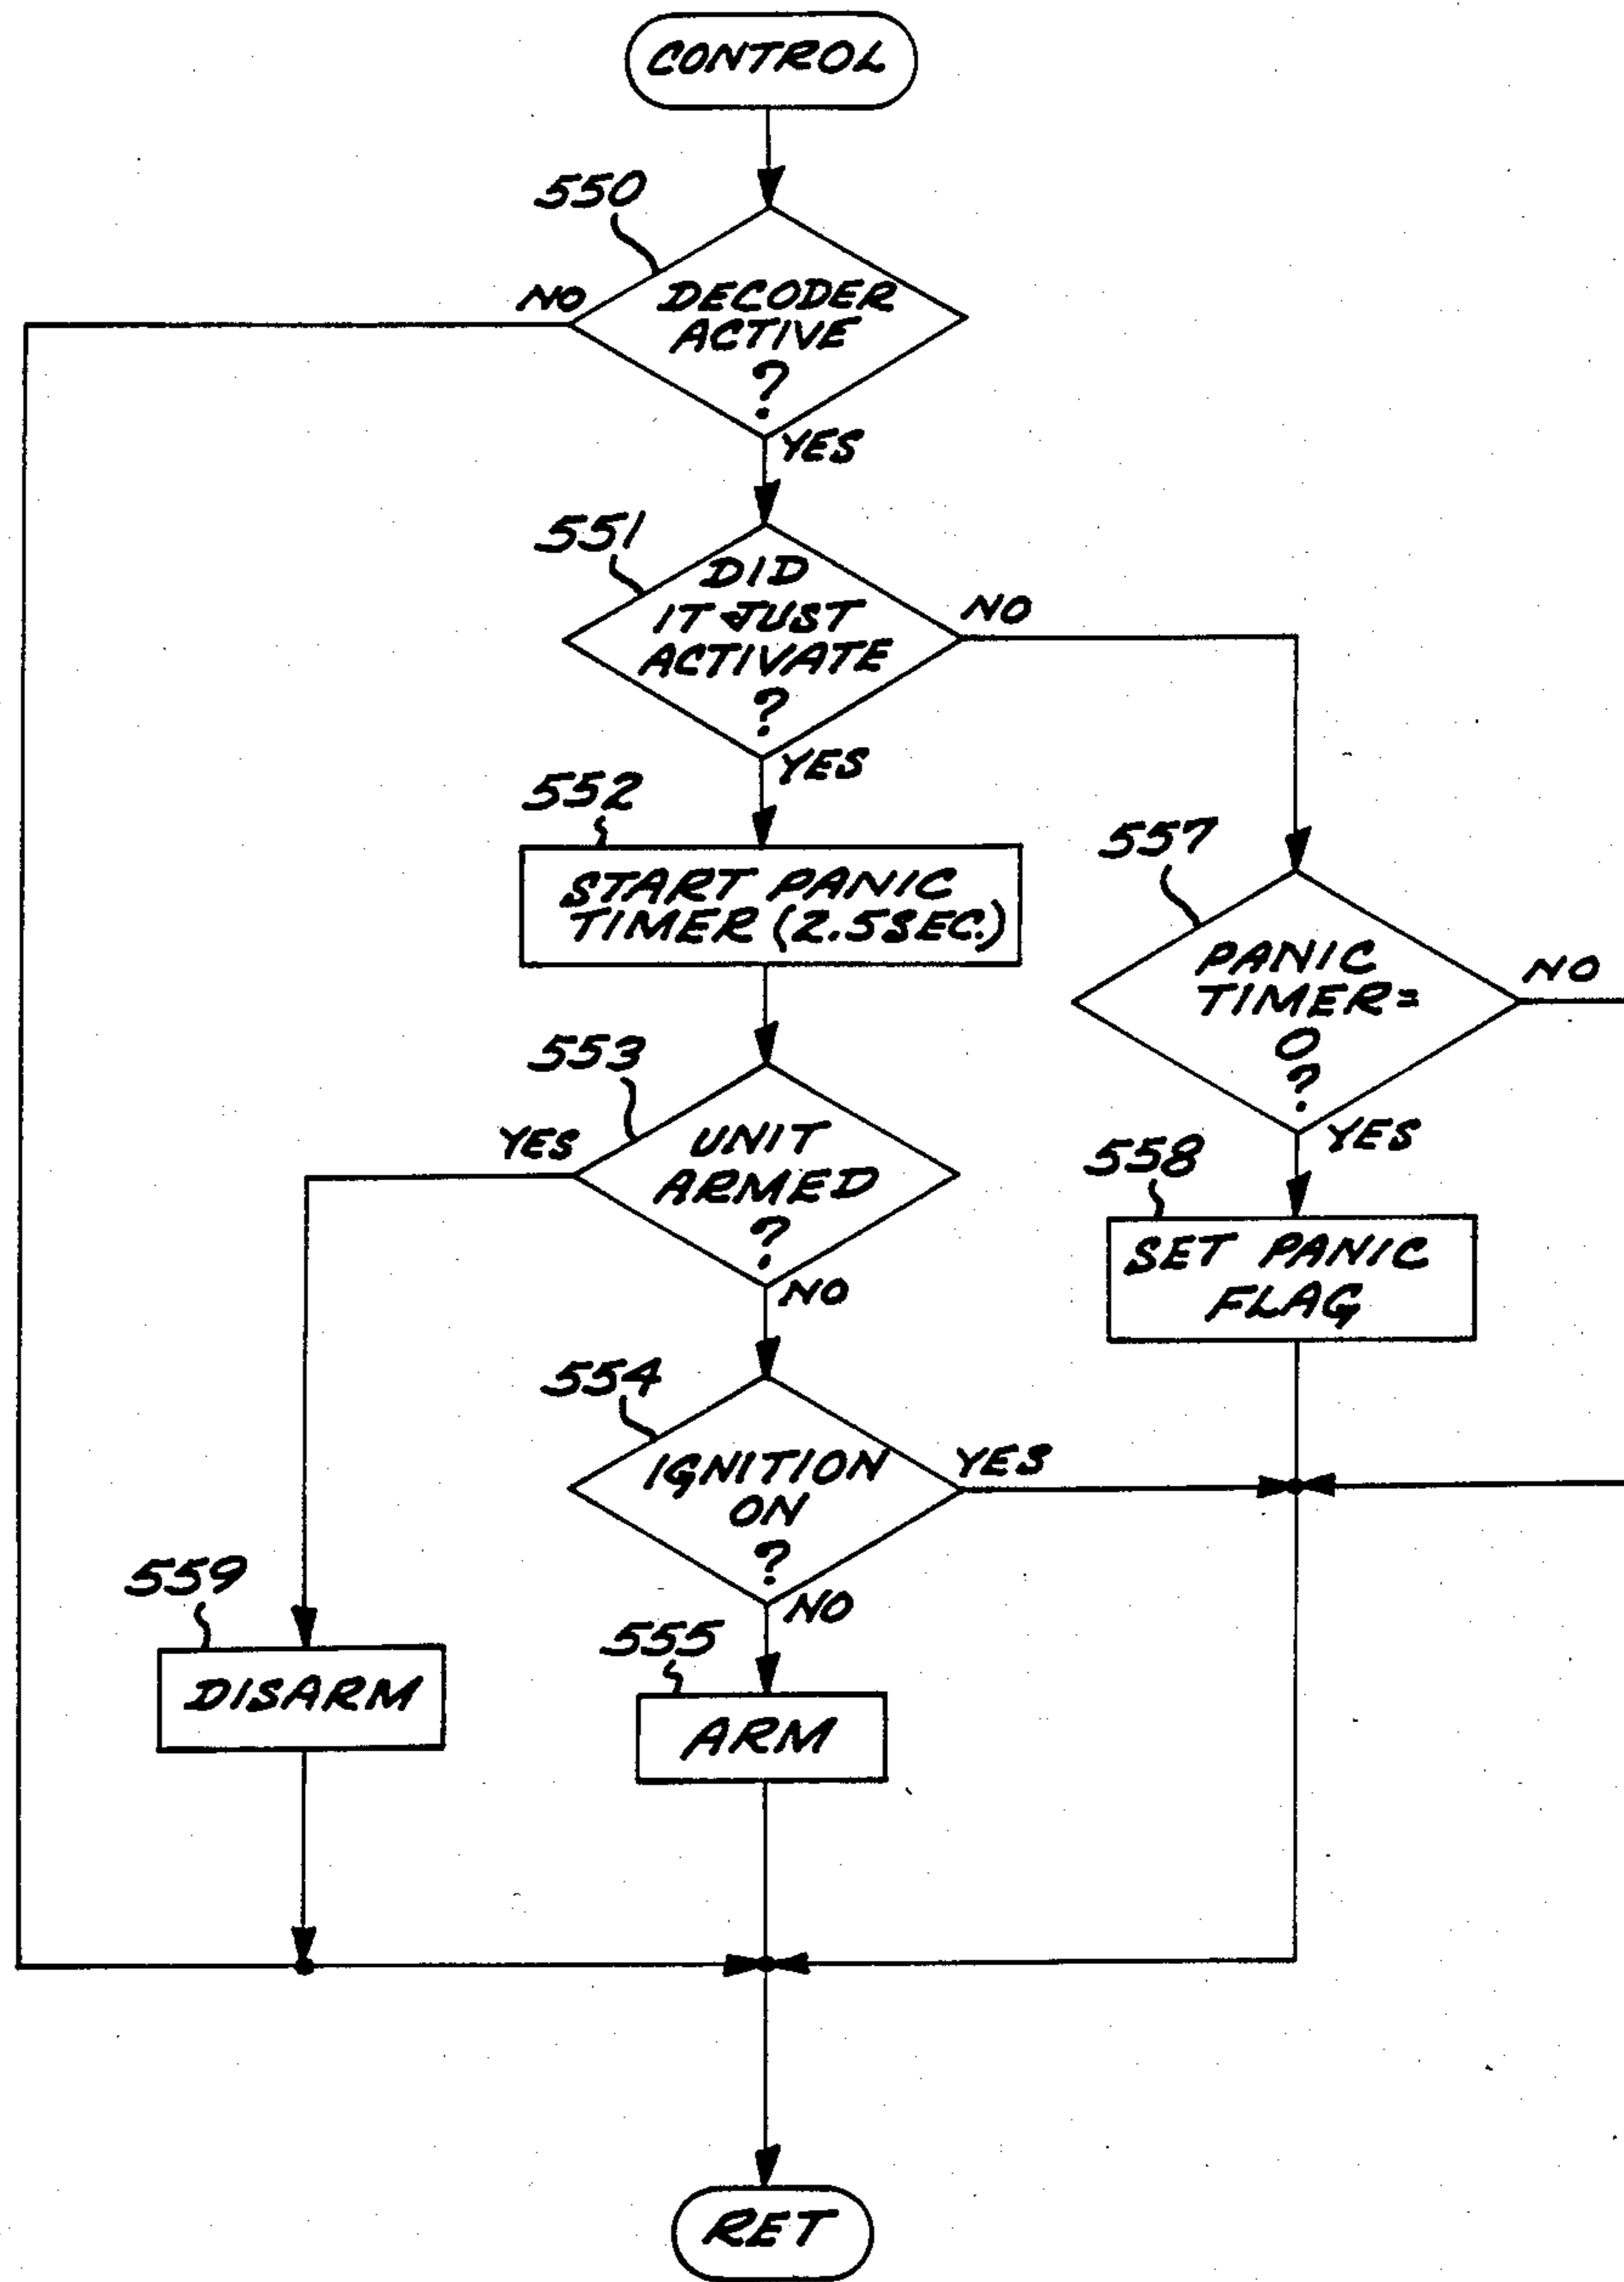 CONTROL
550
NO
DECODER
ACTIVE
?
YES
551
DID
IT JUST
ACTIVATE
?
NO
YES
552
START PANIC
TIMER (2.5SEC.)
557
PANIC
TIMER=
0
?
NO
YES
553
YES
UNIT
ARMED
?
NO
558
SET PANIC
FLAG
554
IGNITION
ON
?
YES
NO
559
DISARM
555
ARM
RET